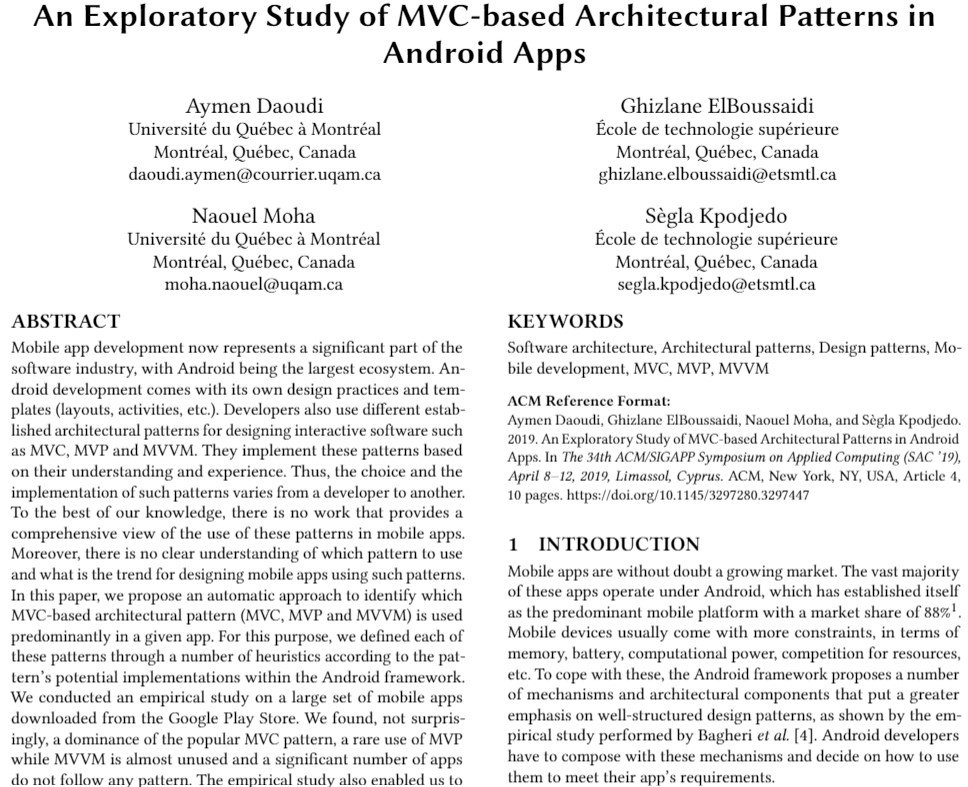 An Exploratory Study of MVC-based Architectural Patterns in
Android Apps
Aymen Daoudi
Université du Québec à Montréal
Montréal, Québec, Canada
daoudi.aymen@courrier.uqam.ca
Ghizlane ElBoussaidi
École de technologie supérieure
Montréal, Québec, Canada
ghizlane.elboussaidi@etsmtl.ca
Naouel Moha
Université du Québec à Montréal
Montréal, Québec, Canada
moha.naouel@uqam.ca
Sègla Kpodjedo
École de technologie supérieure
Montréal, Québec, Canada
segla.kpodjedo@etsmtl.ca
ABSTRACT
Mobile app development now represents a significant part of the
software industry, with Android being the largest ecosystem. An-
droid development comes with its own design practices and tem-
plates (layouts, activities, etc.). Developers also use different estab-
lished architectural patterns for designing interactive software such
as MVC, MVP and MVVM. They implement these patterns based
on their understanding and experience. Thus, the choice and the
implementation of such patterns varies from a developer to another.
To the best of our knowledge, there is no work that provides a
comprehensive view of the use of these patterns in mobile apps.
Moreover, there is no clear understanding of which pattern to use
and what is the trend for designing mobile apps using such patterns.
In this paper, we propose an automatic approach to identify which
MVC-based architectural pattern (MVC, MVP and MVVM) is used
predominantly in a given app. For this purpose, we defined each of
these patterns through a number of heuristics according to the pat-
tern's potential implementations within the Android framework.
We conducted an empirical study on a large set of mobile apps
downloaded from the Google Play Store. We found, not surpris-
ingly, a dominance of the popular MVC pattern, a rare use of MVP
while MVVM is almost unused and a significant number of apps
do not follow any pattern. The empirical study also enabled us to
KEYWORDS
Software architecture, Architectural patterns, Design patterns, Mo-
bile development, MVC, MVP, MVVM
ACM Reference Format:
Aymen Daoudi, Ghizlane ElBoussaidi, Naouel Moha, and Sègla Kpodjedo.
2019. An Exploratory Study of MVC-based Architectural Patterns in Android
Apps. In The 34th ACM/SIGAPP Symposium on Applied Computing (SAC '19),
April 8–12, 2019, Limassol, Cyprus. ACM, New York, NY, USA, Article 4,
10 pages. https://doi.org/10.1145/3297280.3297447
1 INTRODUCTION
Mobile apps are without doubt a growing market. The vast majority
of these apps operate under Android, which has established itself
as the predominant mobile platform with a market share of 88%¹.
Mobile devices usually come with more constraints, in terms of
memory, battery, computational power, competition for resources,
etc. To cope with these, the Android framework proposes a number
of mechanisms and architectural components that put a greater
emphasis on well-structured design patterns, as shown by the em-
pirical study performed by Bagheri et al. [4]. Android developers
have to compose with these mechanisms and decide on how to use
them to meet their app's requirements.